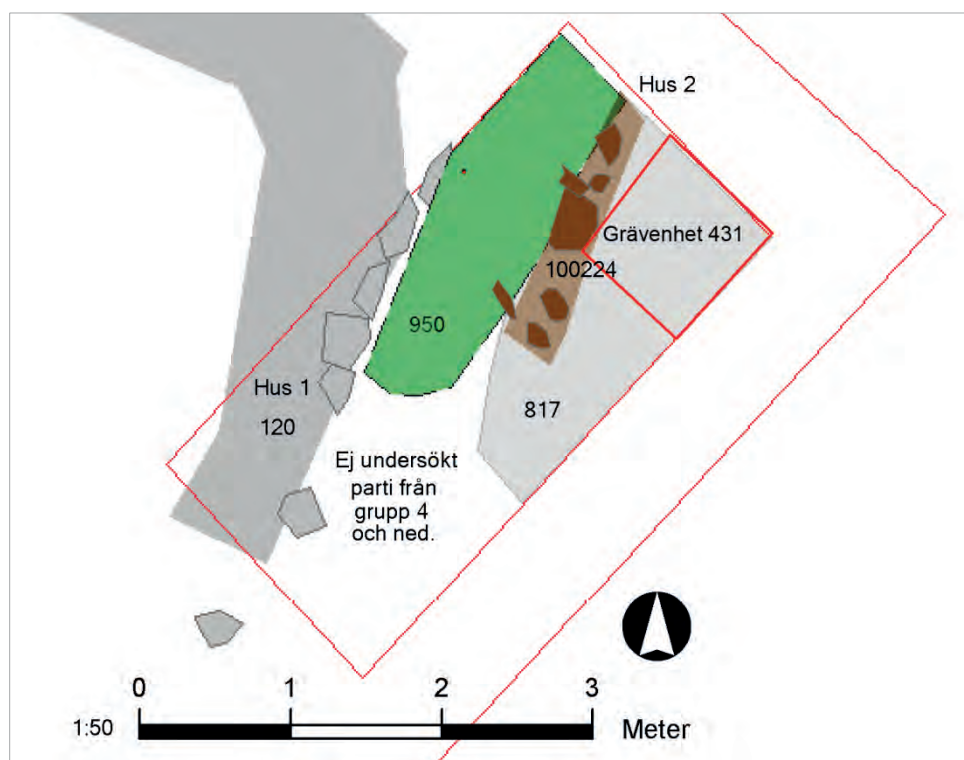 Hus 2
Grävenhet 431
100224
950
Hus 1
120
817
Ej undersökt
parti från
grupp 4
och ned.
0 1 2 3
1:50 Meter